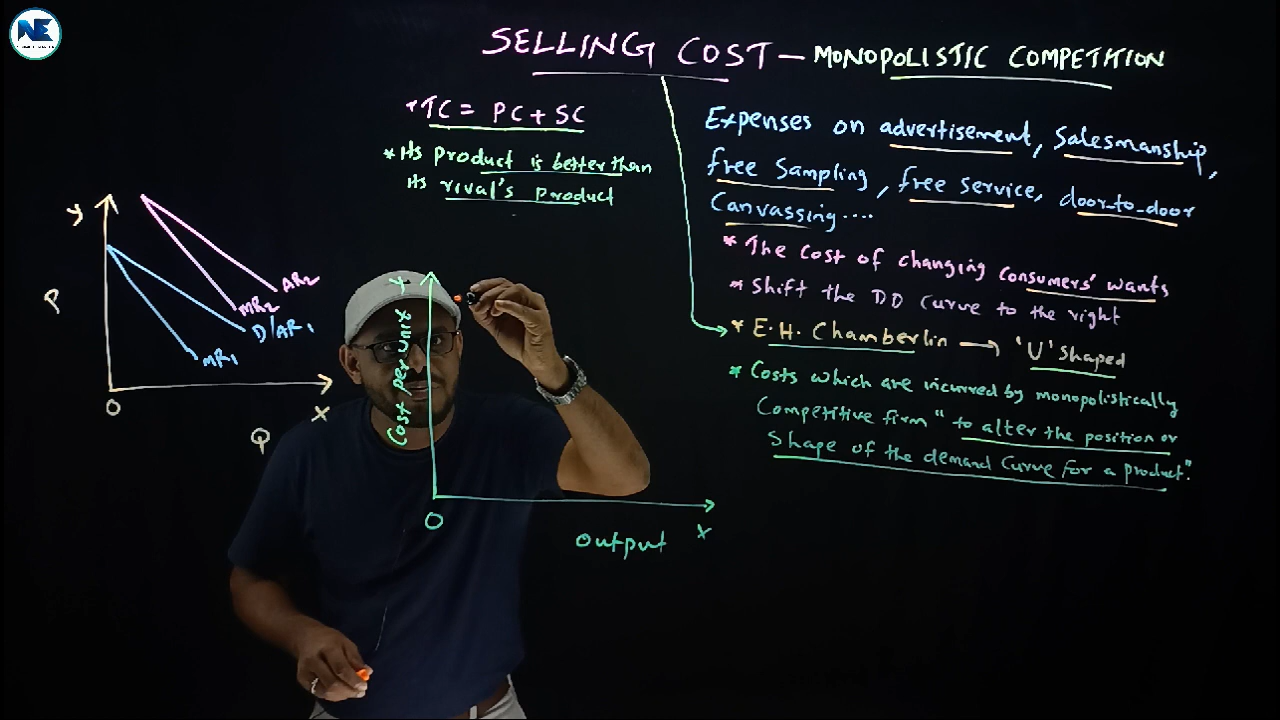 NE
SELLING COST — MONOPOLISTIC COMPETITION
*TC = PC + SC
* Its Product is better than
its rival's product
Expenses on advertisement, Salesmanship,
free Sampling, free Service, door-to-door
Canvassing....
* The Cost of changing Consumers' wants
* Shift the DD Curve to the right
* E.H. Chamberlin → 'U' Shaped
* Costs which are incurred by monopolistically
Competitive firm "to alter the position or
Shape of the demand Curve for a product".
y
P
AR2
MR2
D/AR1
MR1
O
X
Q
Y
Cost per unit
O
output
X